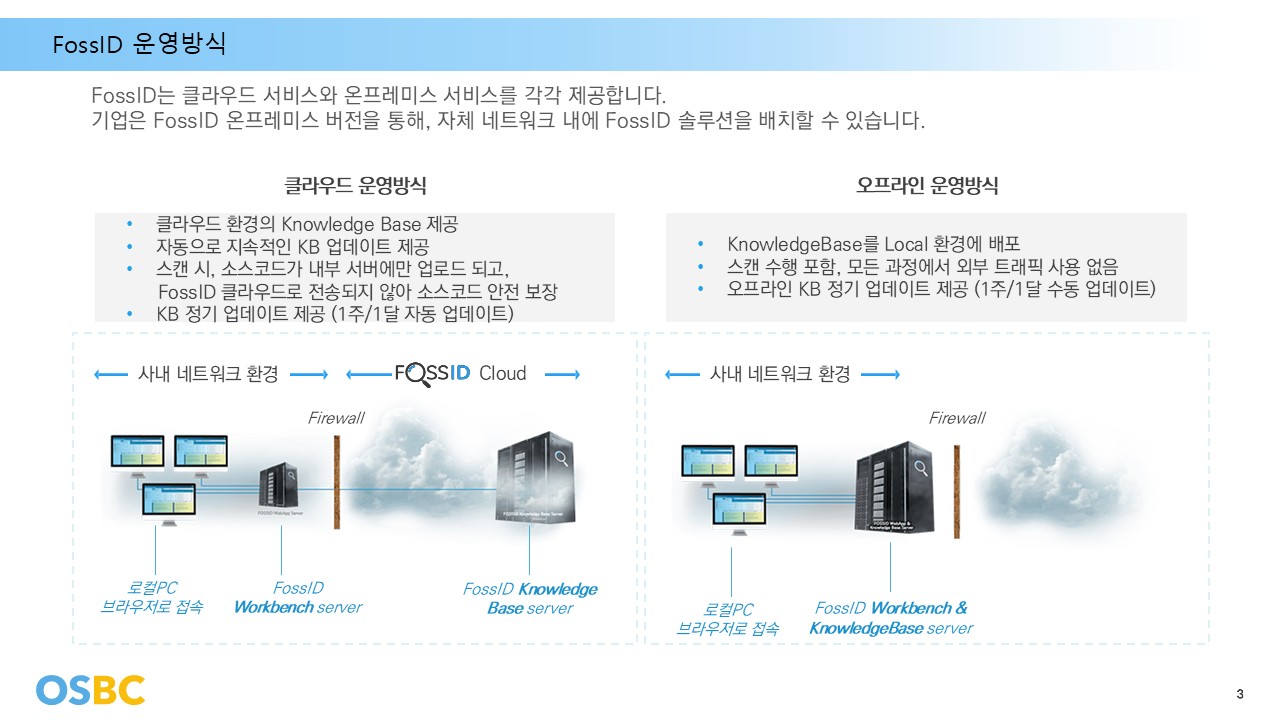 FossID 운영방식
FossID는 클라우드 서비스와 온프레미스 서비스를 각각 제공합니다.
기업은 FossID 온프레미스 버전을 통해, 자체 네트워크 내에 FossID 솔루션을 배치할 수 있습니다.
클라우드 운영방식
• 클라우드 환경의 Knowledge Base 제공
• 자동으로 지속적인 KB 업데이트 제공
• 스캔 시, 소스코드가 내부 서버에만 업로드 되고,
FossID 클라우드로 전송되지 않아 소스코드 안전 보장
• KB 정기 업데이트 제공 (1주/1달 자동 업데이트)
사내 네트워크 환경
FOSSID Cloud
Firewall
FOSSID WebApp Server
FOSSID Knowledge Base Server
로컬PC
브라우저로 접속
FossID
Workbench server
FossID Knowledge
Base server
오프라인 운영방식
• KnowledgeBase를 Local 환경에 배포
• 스캔 수행 포함, 모든 과정에서 외부 트래픽 사용 없음
• 오프라인 KB 정기 업데이트 제공 (1주/1달 수동 업데이트)
사내 네트워크 환경
Firewall
FOSSID WebApp &
Knowledge Base Server
로컬PC
브라우저로 접속
FossID Workbench &
KnowledgeBase server
OSBC
3